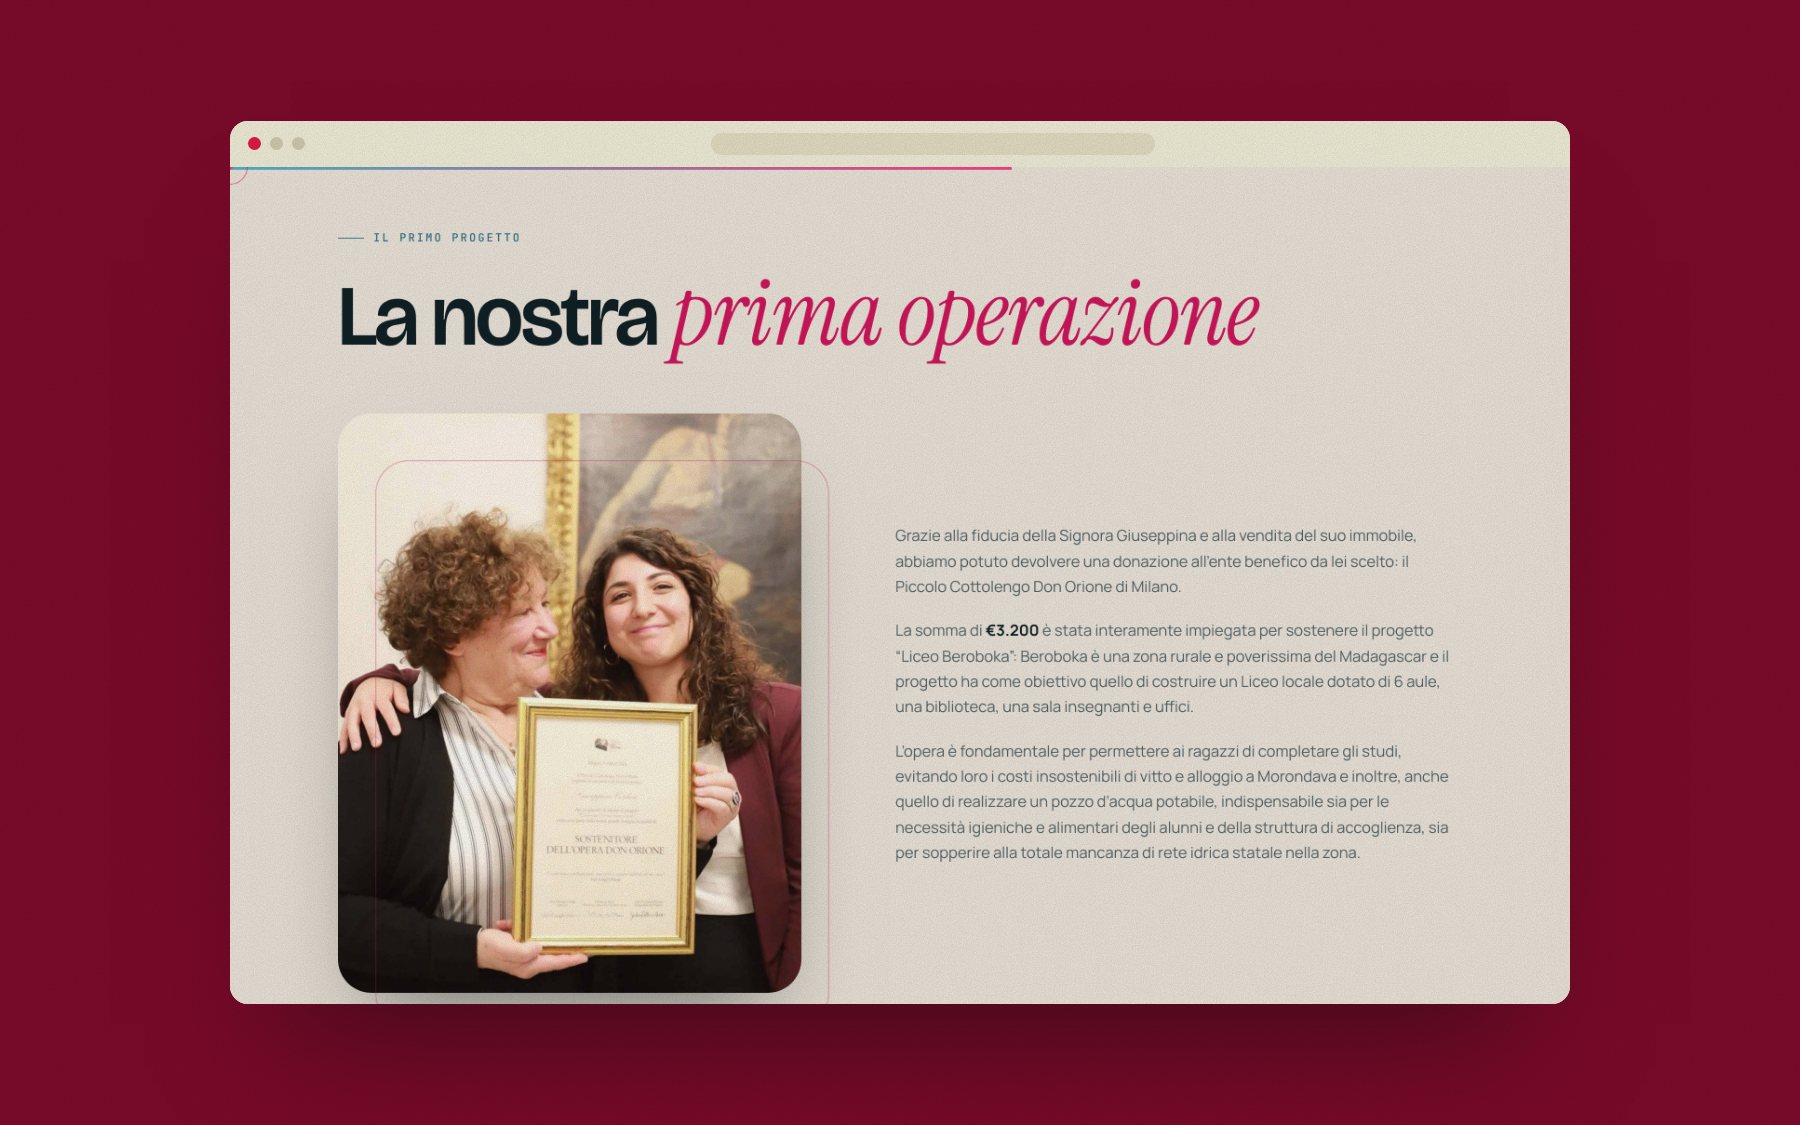 IL PRIMO PROGETTO
La nostra prima operazione
Grazie alla fiducia della Signora Giuseppina e alla vendita del suo immobile,
abbiamo potuto devolvere una donazione all'ente benefico da lei scelto: il
Piccolo Cottolengo Don Orione di Milano.
La somma di €3.200 è stata interamente impiegata per sostenere il progetto
“Liceo Beroboka”: Beroboka è una zona rurale e poverissima del Madagascar e il
progetto ha come obiettivo quello di costruire un Liceo locale dotato di 6 aule,
una biblioteca, una sala insegnanti e uffici.
L'opera è fondamentale per permettere ai ragazzi di completare gli studi,
evitando loro i costi insostenibili di vitto e alloggio a Morondava e inoltre, anche
quello di realizzare un pozzo d'acqua potabile, indispensabile sia per le
necessità igieniche e alimentari degli alunni e della struttura di accoglienza, sia
per sopperire alla totale mancanza di rete idrica statale nella zona.
SOSTENITORE
DELL'OPERA DON ORIONE